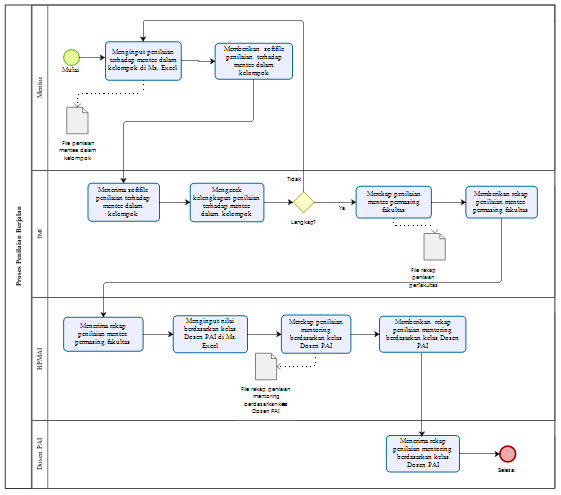 Proses Penilaian Berjalan
Mentor
Mulai
Menginput penilaian
terhadap mentee dalam
kelompok di Ms. Excel
Memberikan softfile
penilaian terhadap
mentee dalam
kelompok
File penilaian
mentee dalam
kelompok
TMF
Menerima softfile
penilaian terhadap
mentee dalam
kelompok
Mengecek
kelengkapan penilaian
terhadap mentee
dalam kelompok
Tidak
Lengkap?
Ya
Merekap penilaian
mentee permasing
fakultas
Memberikan rekap
penilaian mentee
permasing fakultas
File rekap
penilaian
perfakultas
BPMAI
Menerima rekap
penilaian mentee
permasing fakultas
Menginput nilai
berdasarkan kelas
Dosen PAI di Ms.
Excel
Merekap penilaian
mentoring
berdasarkan kelas
Dosen PAI
Memberikan rekap
penilaian mentoring
berdasarkan kelas Dosen
PAI
File rekap penilaian
mentoring
berdasarkan kelas
Dosen PAI
Dosen PAI
Menerima rekap
penilaian mentoring
berdasarkan kelas
Dosen PAI
Selesai